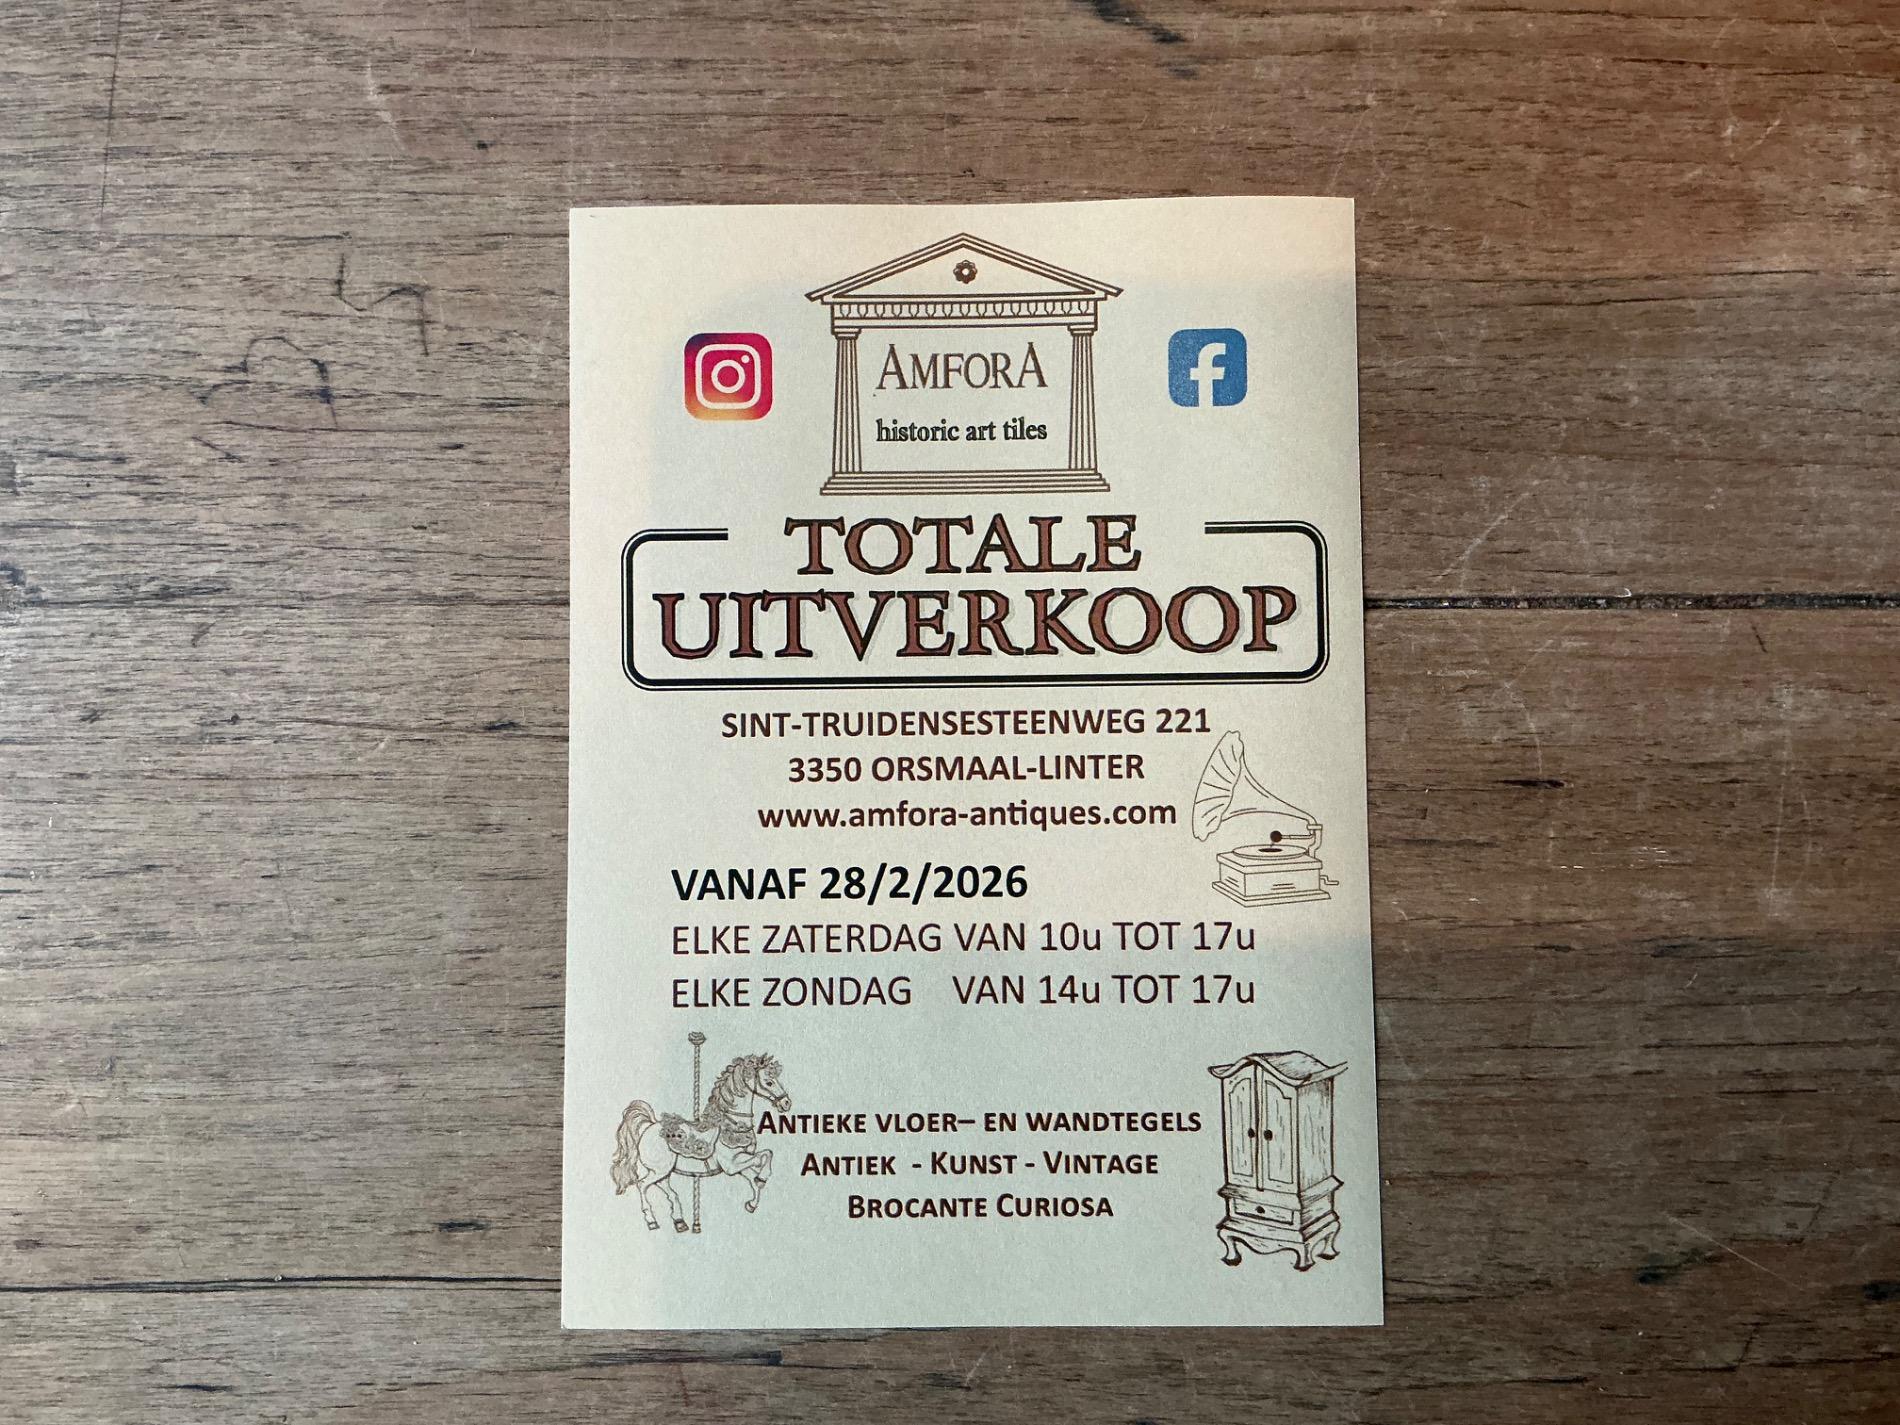 AMFORA
historic art tiles
TOTALE
UITVERKOOP
SINT-TRUIDENSESTEENWEG 221
3350 ORSMAAL-LINTER
www.amfora-antiques.com
VANAF 28/2/2026
ELKE ZATERDAG VAN 10u TOT 17u
ELKE ZONDAG VAN 14u TOT 17u
ANTIEKE VLOER– EN WANDTEGELS
ANTIEK - KUNST - VINTAGE
BROCANTE CURIOSA